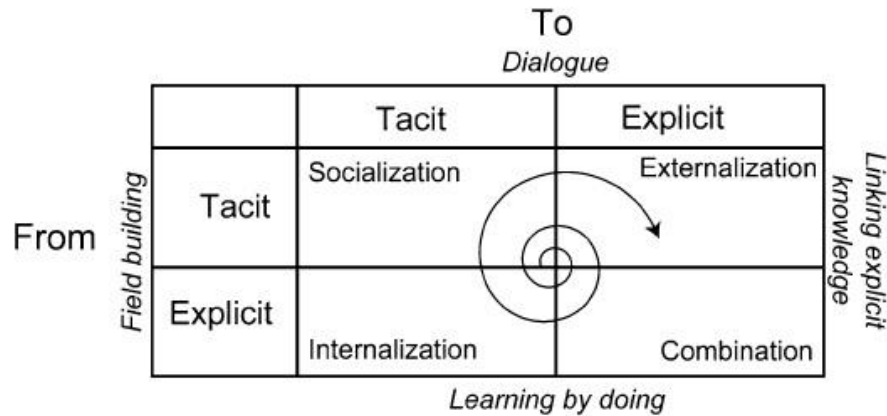 To
Dialogue
Tacit
Explicit
Socialization
Externalization
Tacit
From
Field building
Linking explicit
knowledge
Explicit
Internalization
Combination
Learning by doing